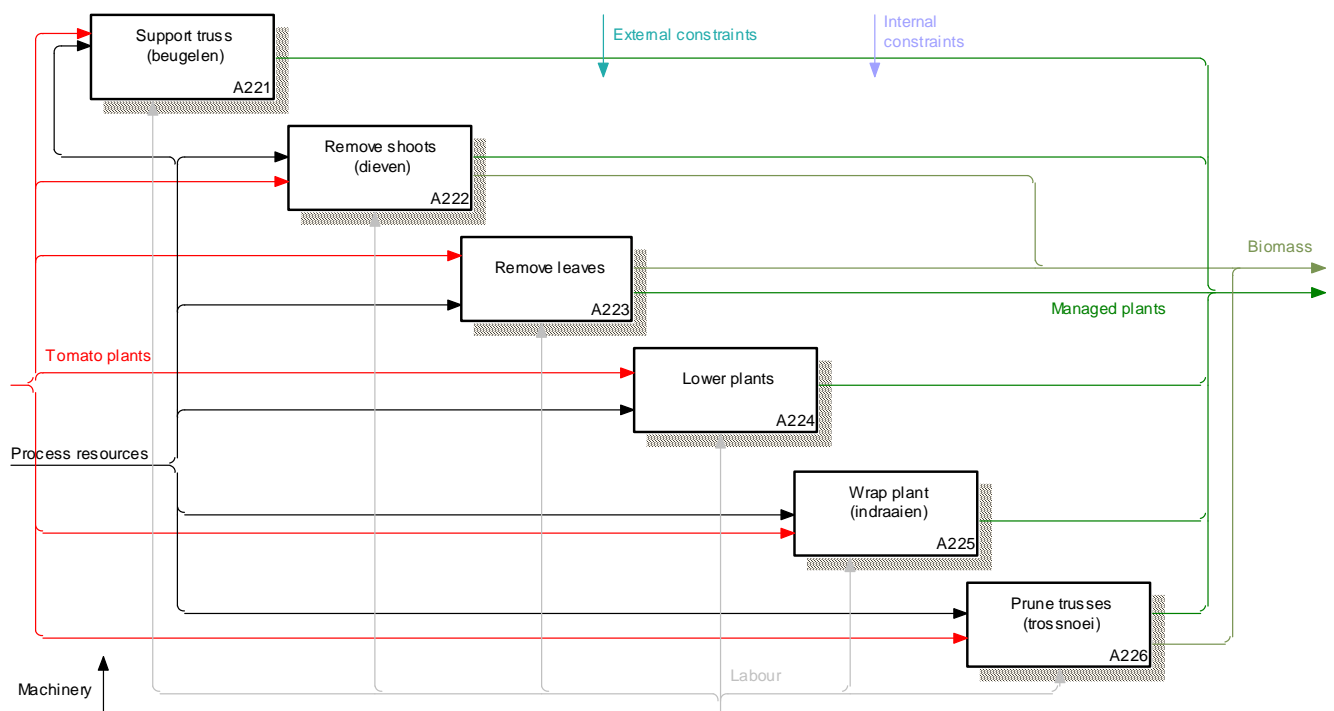 Support truss
(beugelen)
A221
External constraints
Internal
constraints
Remove shoots
(dieven)
A222
Remove leaves
A223
Biomass
Managed plants
Tomato plants
Lower plants
A224
Process resources
Wrap plant
(indraaien)
A225
Prune trusses
(trossnoei)
A226
Labour
Machinery